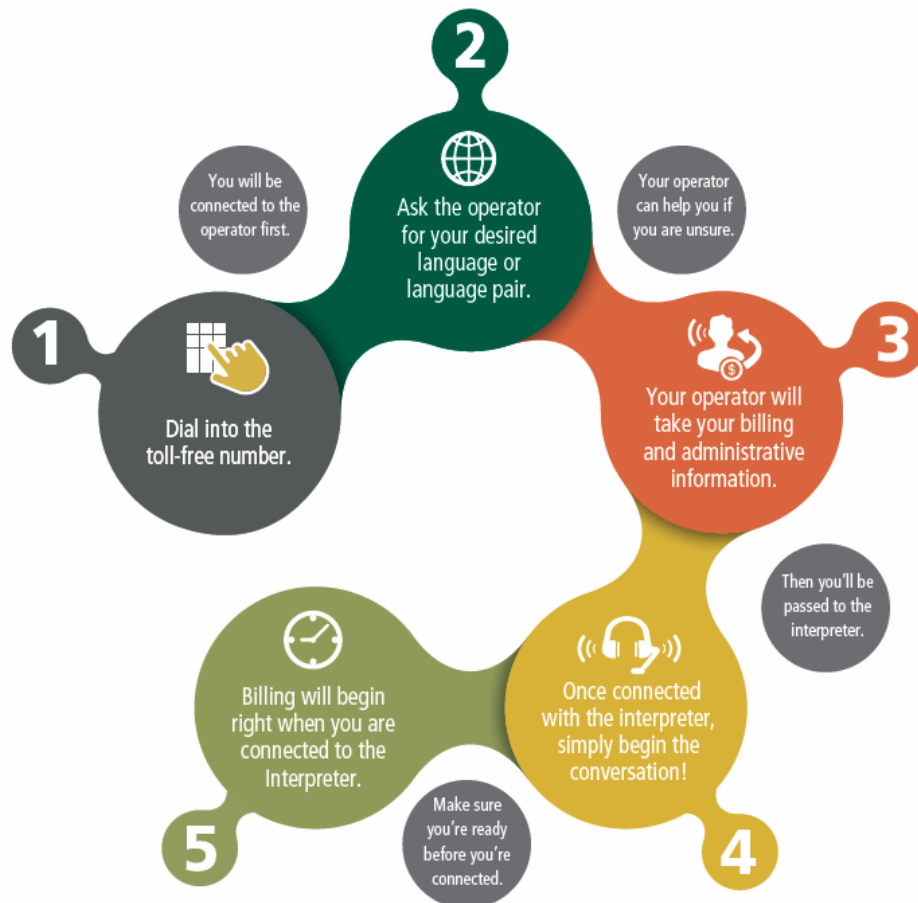 1
Dial into the
toll-free number.
You will be
connected to the
operator first.
2
Ask the operator
for your desired
language or
language pair.
Your operator
can help you if
you are unsure.
3
Your operator will
take your billing
and administrative
information.
$
Then you'll be
passed to the
interpreter.
4
Once connected
with the interpreter,
simply begin the
conversation!
Make sure
you're ready
before you're
connected.
5
Billing will begin
right when you are
connected to the
Interpreter.